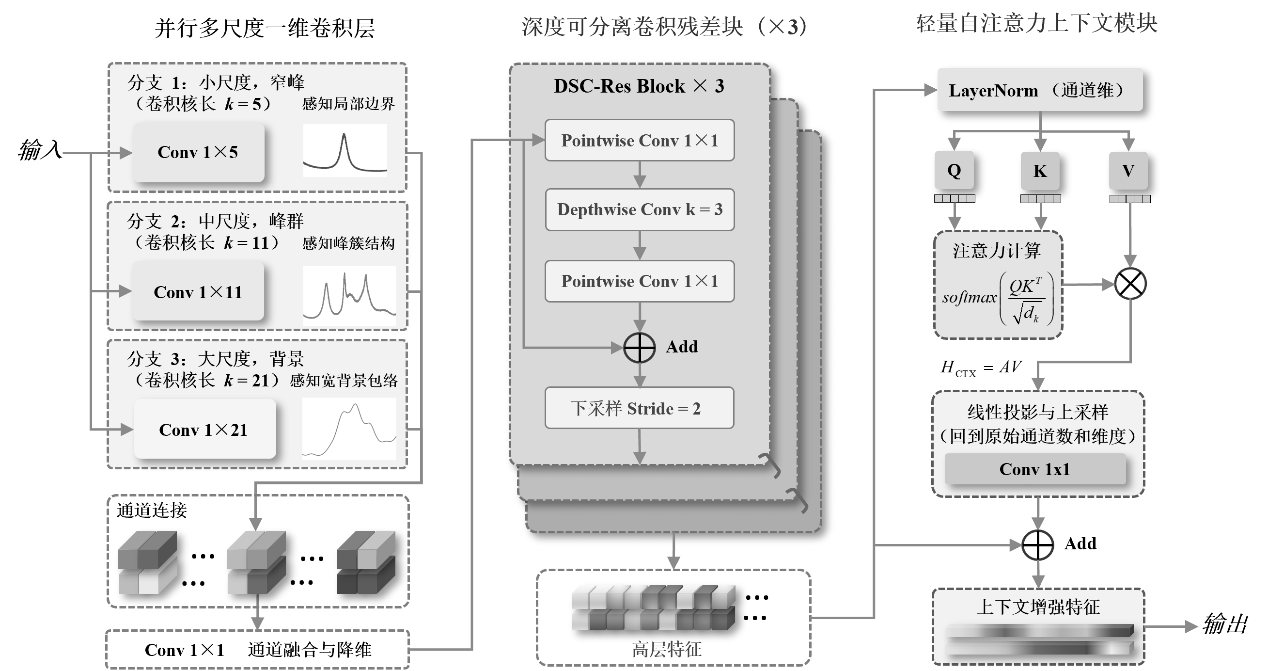 并行多尺度一维卷积层
输入
分支 1：小尺度，窄峰
（卷积核长 k = 5）
感知局部边界
Conv 1×5
分支 2：中尺度，峰群
（卷积核长 k = 11）
感知峰簇结构
Conv 1×11
分支 3：大尺度，背景
（卷积核长 k = 21）
感知宽背景包络
Conv 1×21
通道连接
... ...
... ...
Conv 1×1 通道融合与降维
深度可分离卷积残差块（×3）
DSC-Res Block × 3
Pointwise Conv 1×1
Depthwise Conv k = 3
Pointwise Conv 1×1
Add
下采样 Stride = 2
...
...
高层特征
轻量自注意力上下文模块
LayerNorm （通道维）
Q K V
注意力计算
softmax(QK^T/√d_k)
H_CTX = AV
线性投影与上采样
（回到原始通道数和维度）
Conv 1x1
Add
上下文增强特征
输出